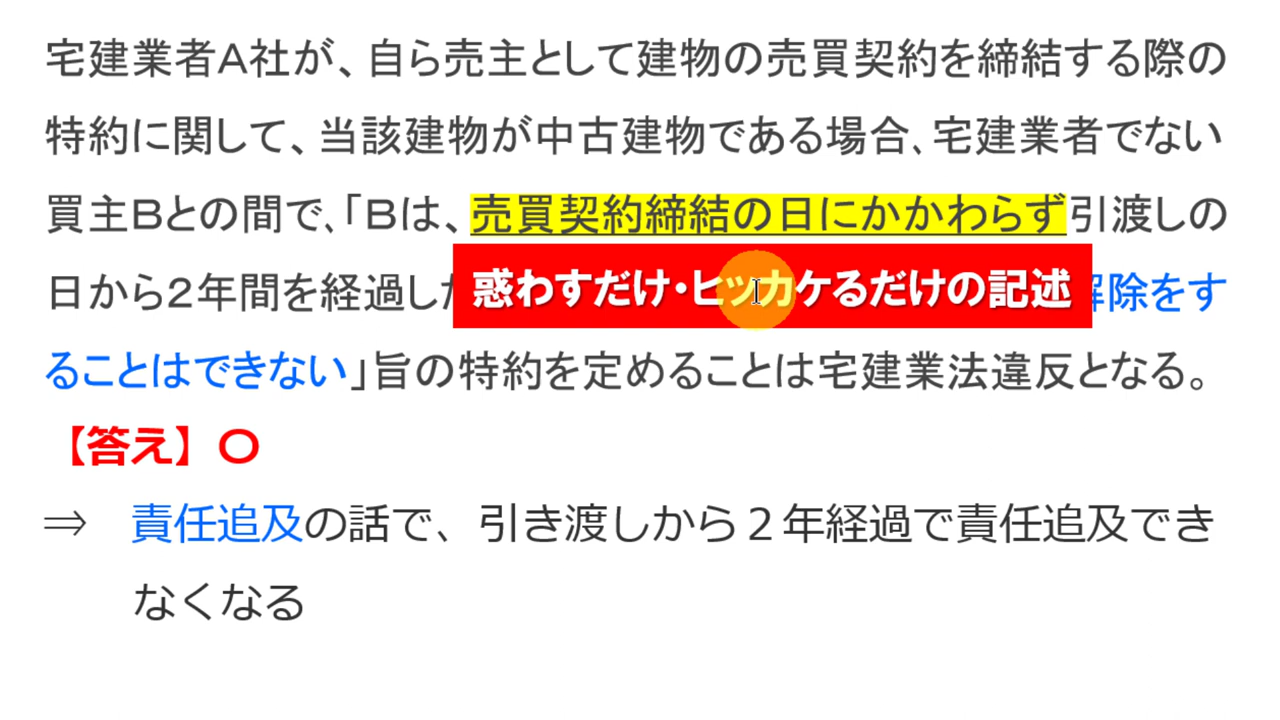 宅建業者A社が、自ら売主として建物の売買契約を締結する際の
特約に関して、当該建物が中古建物である場合、宅建業者でない
買主Bとの間で、「Bは、売買契約締結の日にかかわらず引渡しの
日から2年間を経過し 解除をす
惑わすだけ・ヒッカケるだけの記述
ることはできない」旨の特約を定めることは宅建業法違反となる。
【答え】〇
⇒ 責任追及の話で、引き渡しから２年経過で責任追及でき
なくなる